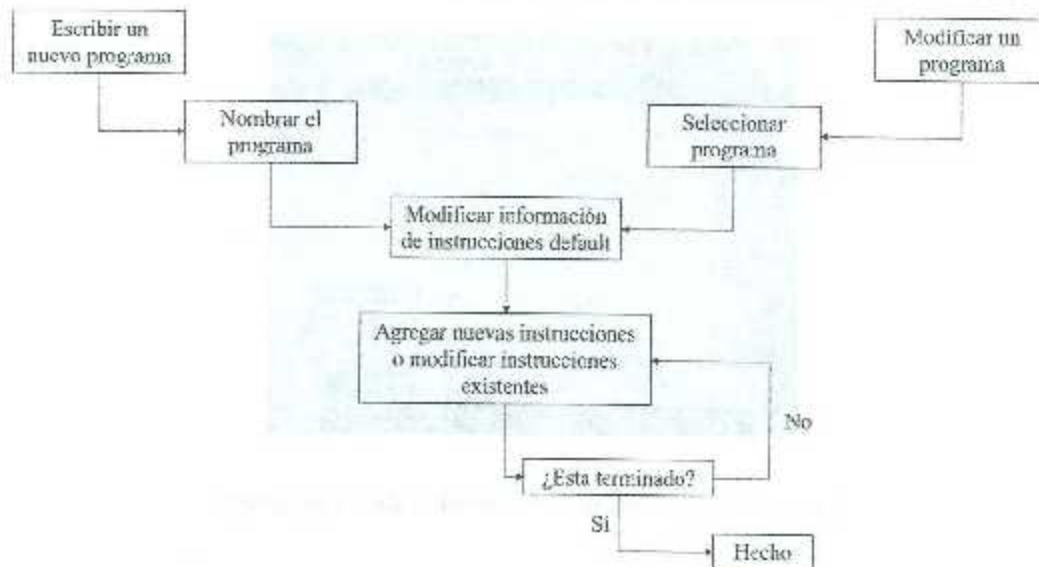 Escribir un
nuevo programa
Modificar un
programa
Nombrar el
programa
Seleccionar
programa
Modificar información
de instrucciones default
Agregar nuevas instrucciones
o modificar instrucciones
existentes
No
¿Esta terminado?
Si
Hecho